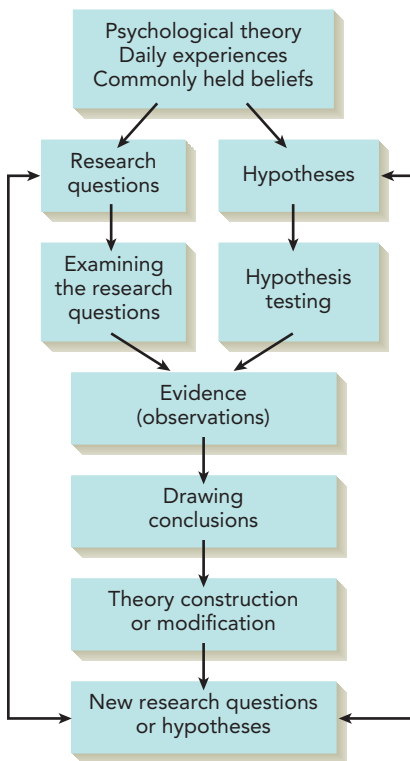 Psychological theory
Daily experiences
Commonly held beliefs
Research
questions
Hypotheses
Examining
the research
questions
Hypothesis
testing
Evidence
(observations)
Drawing
conclusions
Theory construction
or modification
New research questions
or hypotheses